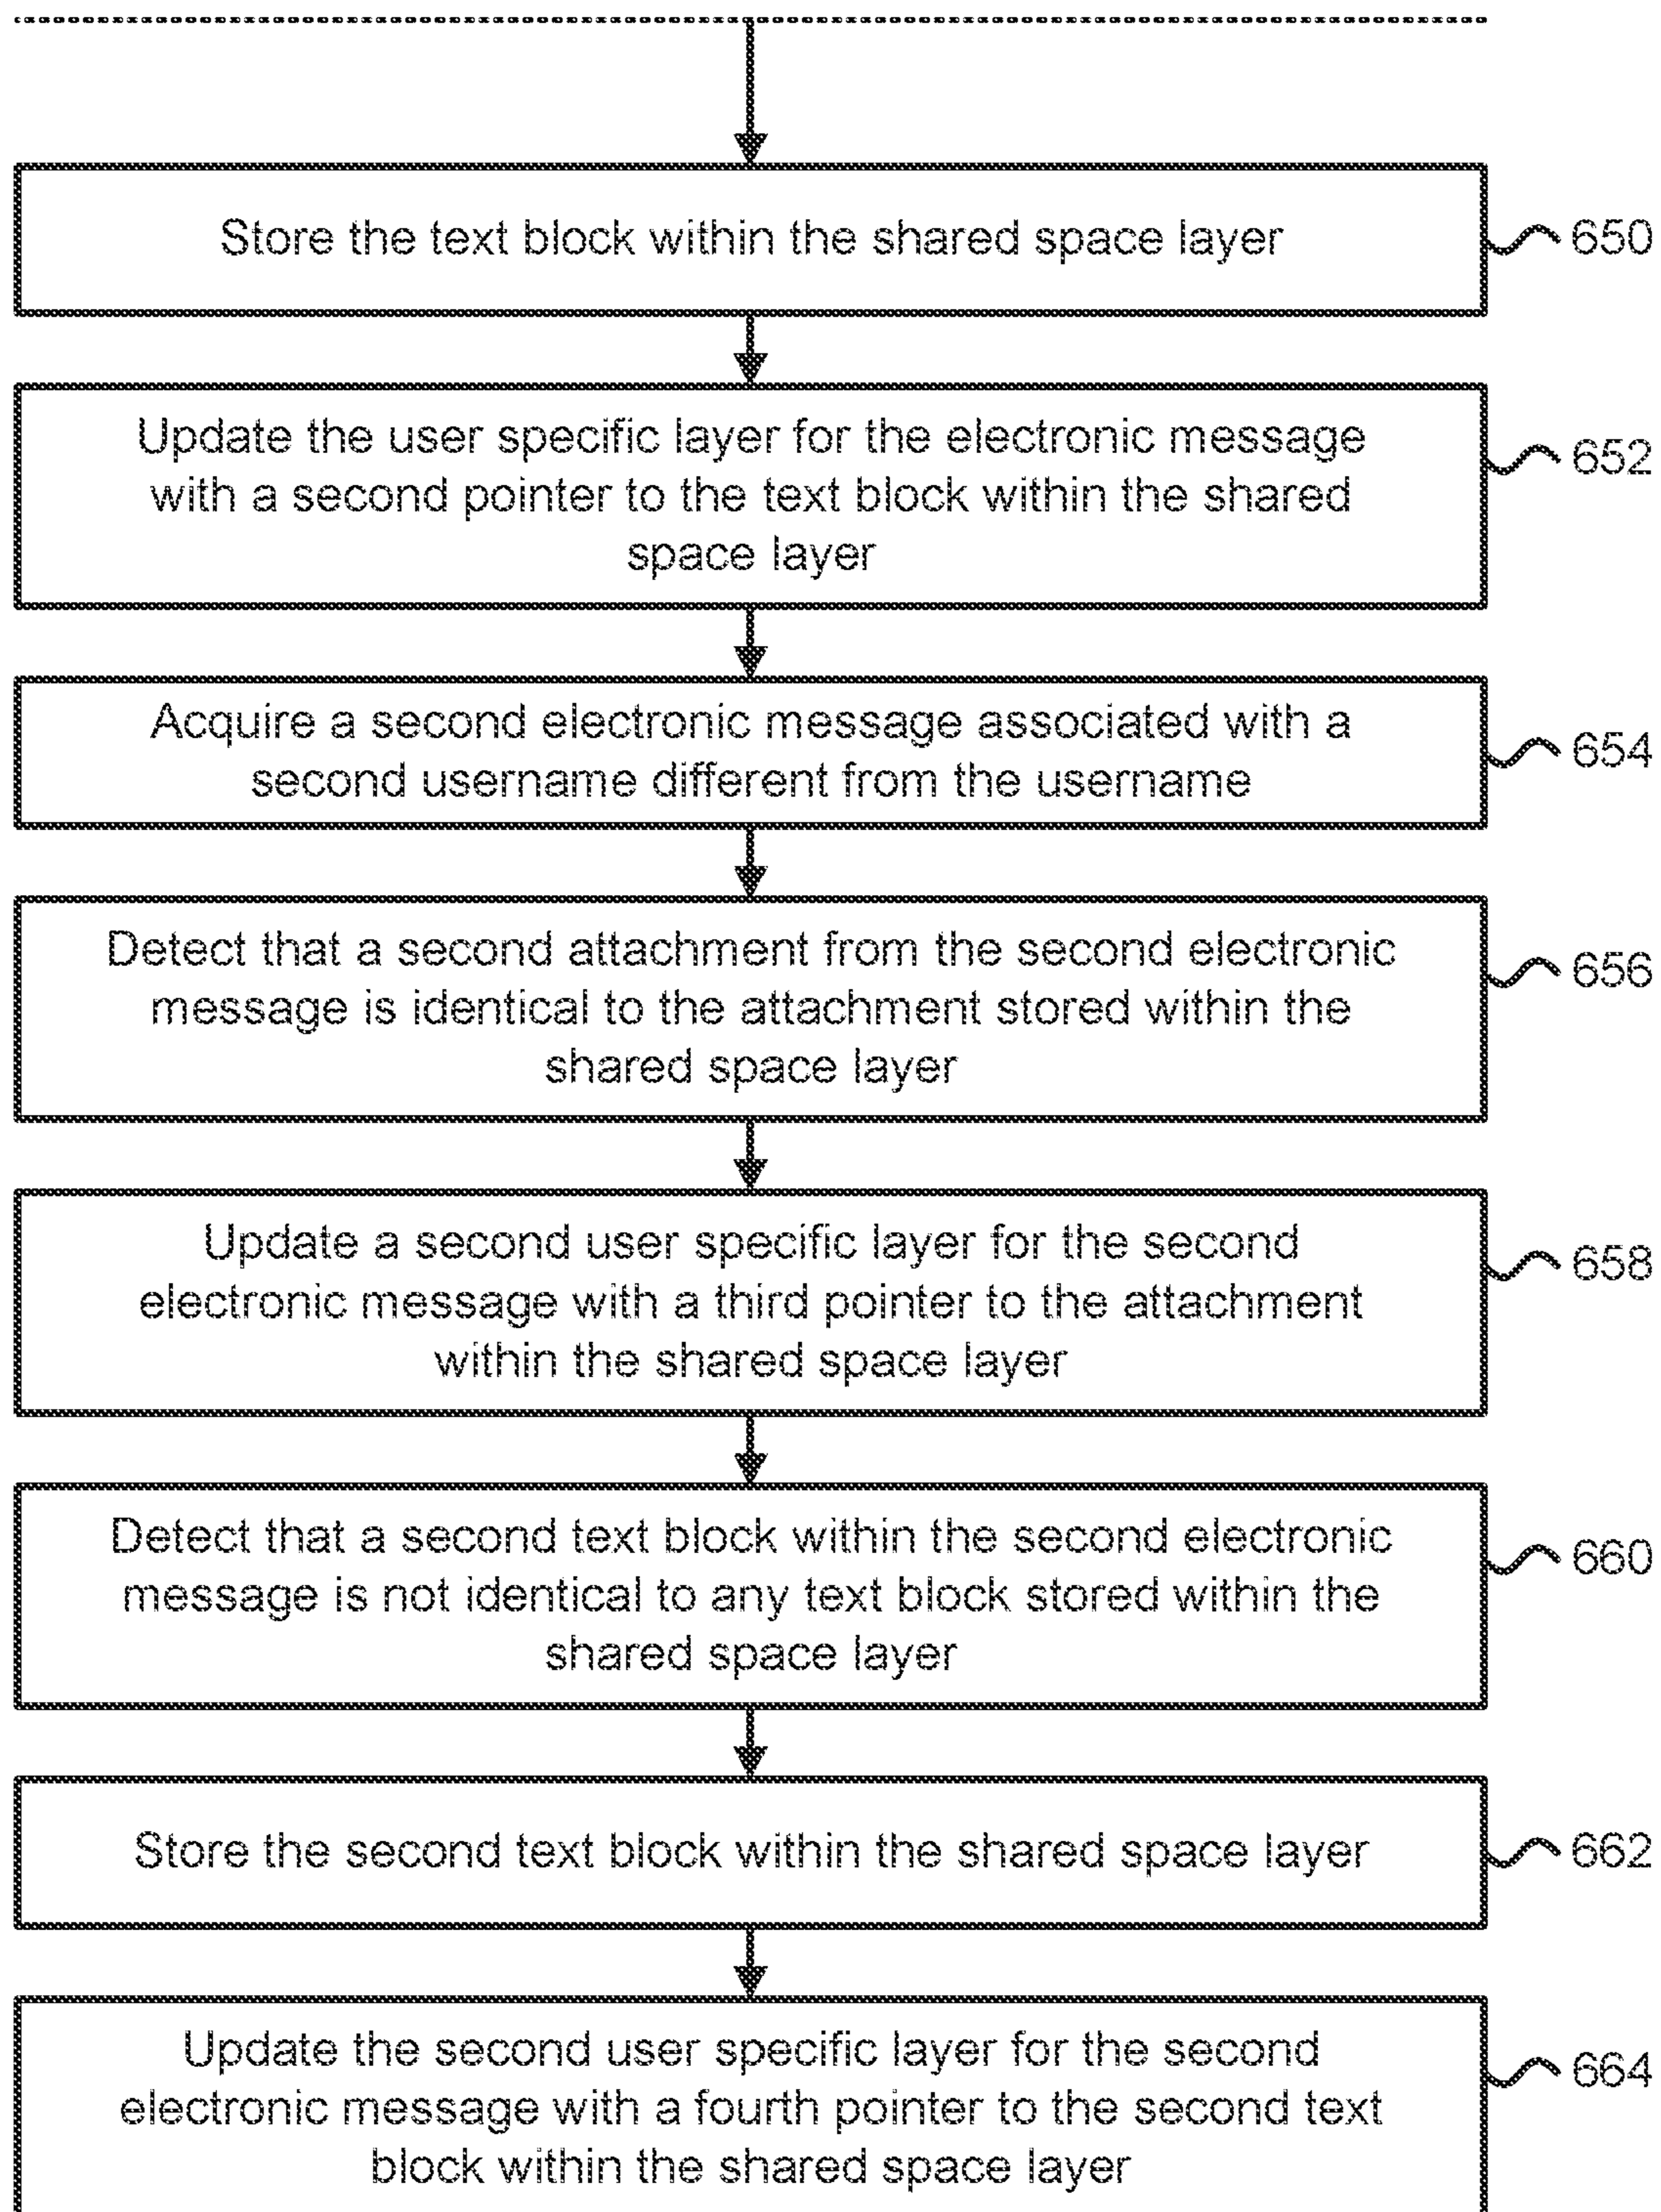 Store the text block within the shared space layer
650
Update the user specific layer for the electronic message
with a second pointer to the text block within the shared
space layer
652
Acquire a second electronic message associated with a
second username different from the username
654
Detect that a second attachment from the second electronic
message is identical to the attachment stored within the
shared space layer
656
Update a second user specific layer for the second
electronic message with a third pointer to the attachment
within the shared space layer
658
Detect that a second text block within the second electronic
message is not identical to any text block stored within the
shared space layer
660
Store the second text block within the shared space layer
662
Update the second user specific layer for the second
electronic message with a fourth pointer to the second text
block within the shared space layer
664